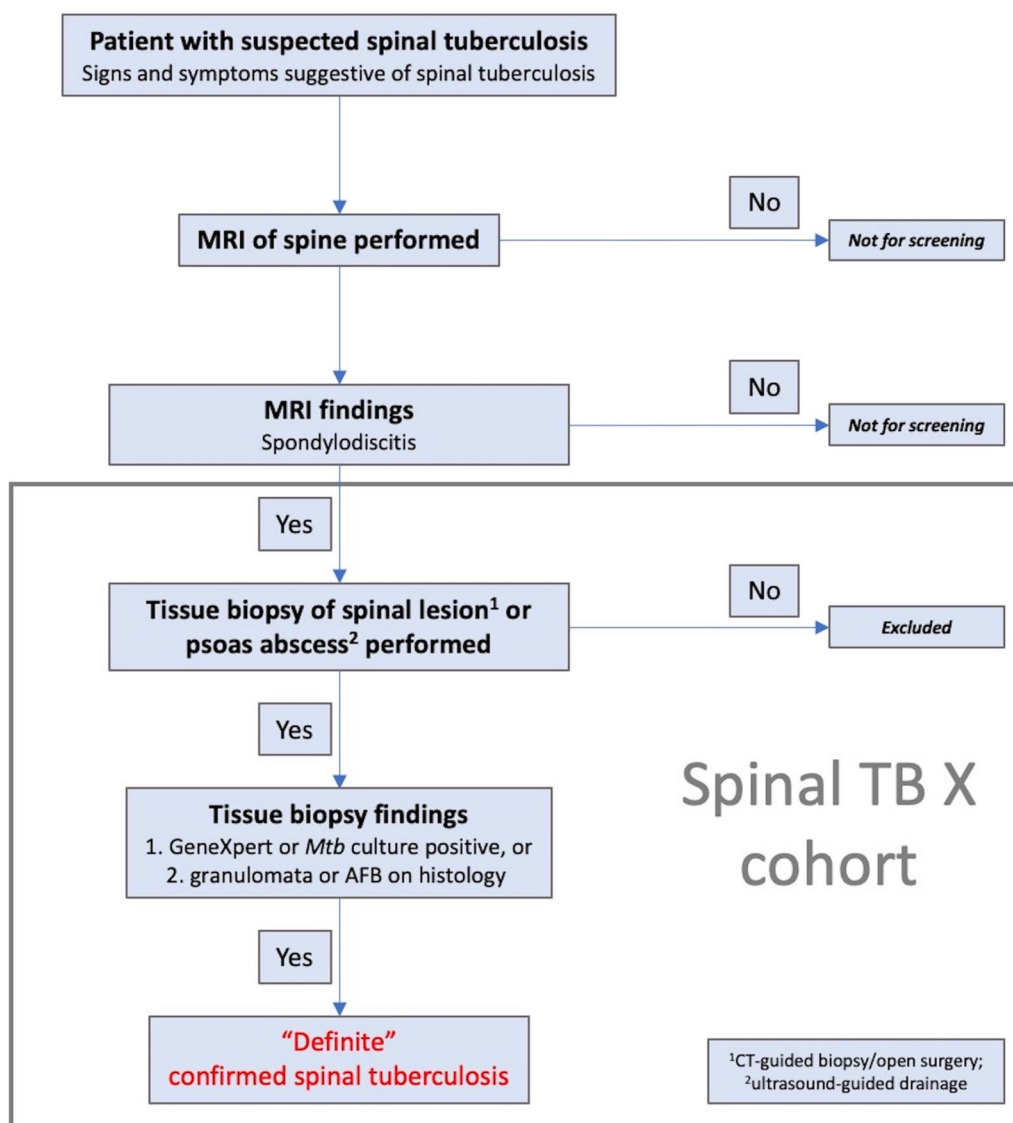 Patient with suspected spinal tuberculosis
Signs and symptoms suggestive of spinal tuberculosis
No
MRI of spine performed
Not for screening
No
MRI findings
Spondylodiscitis
Not for screening
Yes
No
Tissue biopsy of spinal lesion¹ or
psoas abscess² performed
Excluded
Yes
Spinal TB X
cohort
Tissue biopsy findings
1. GeneXpert or Mtb culture positive, or
2. granulomata or AFB on histology
Yes
“Definite”
confirmed spinal tuberculosis
¹CT-guided biopsy/open surgery;
²ultrasound-guided drainage